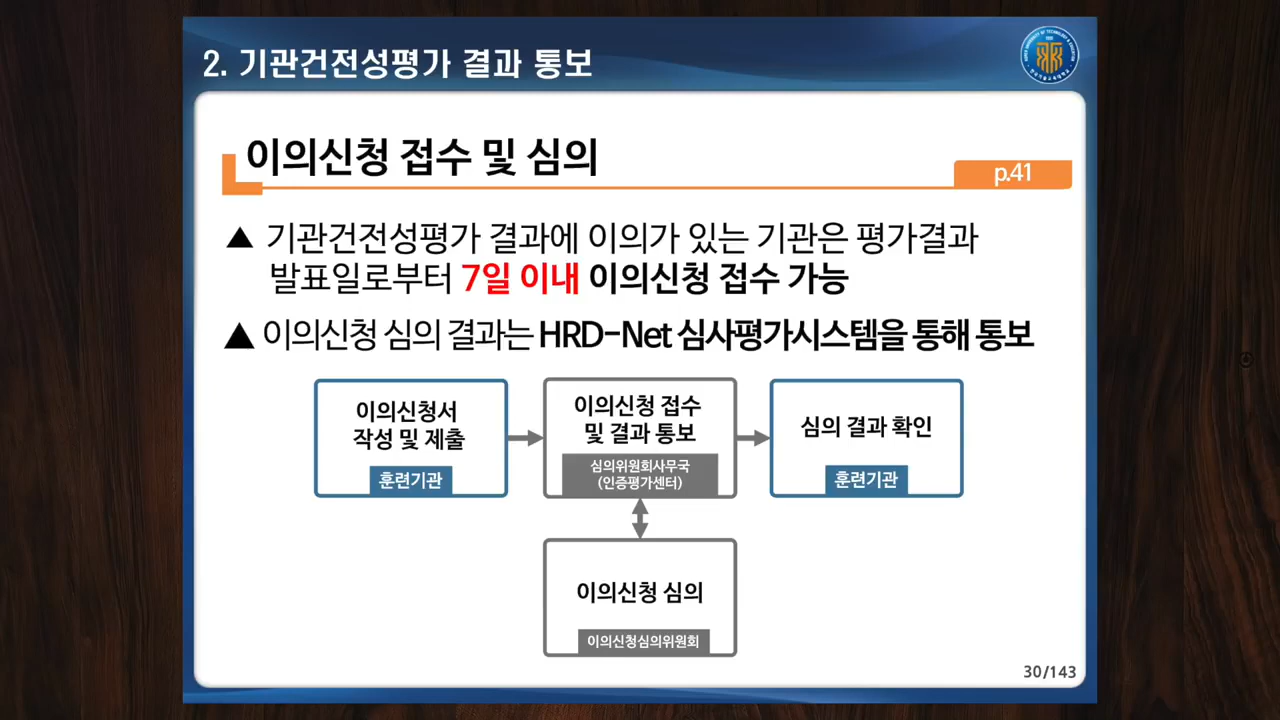 2. 기관건전성평가 결과 통보
이의신청 접수 및 심의
p.41
▲ 기관건전성평가 결과에 이의가 있는 기관은 평가결과
발표일로부터 7일 이내 이의신청 접수 가능
▲ 이의신청 심의 결과는 HRD-Net 심사평가시스템을 통해 통보
이의신청서
작성 및 제출
훈련기관
이의신청 접수
및 결과 통보
심의위원회사무국
(인증평가센터)
심의 결과 확인
훈련기관
이의신청 심의
이의신청심의위원회
30/143